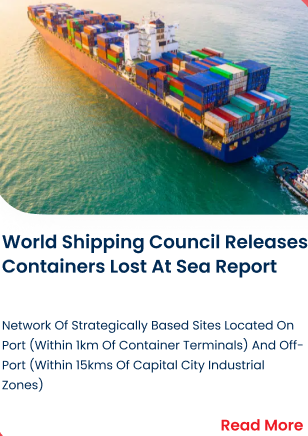 World Shipping Council Releases
Containers Lost At Sea Report
Network Of Strategically Based Sites Located On
Port (Within 1km Of Container Terminals) And Off-
Port (Within 15kms Of Capital City Industrial
Zones)
Read More